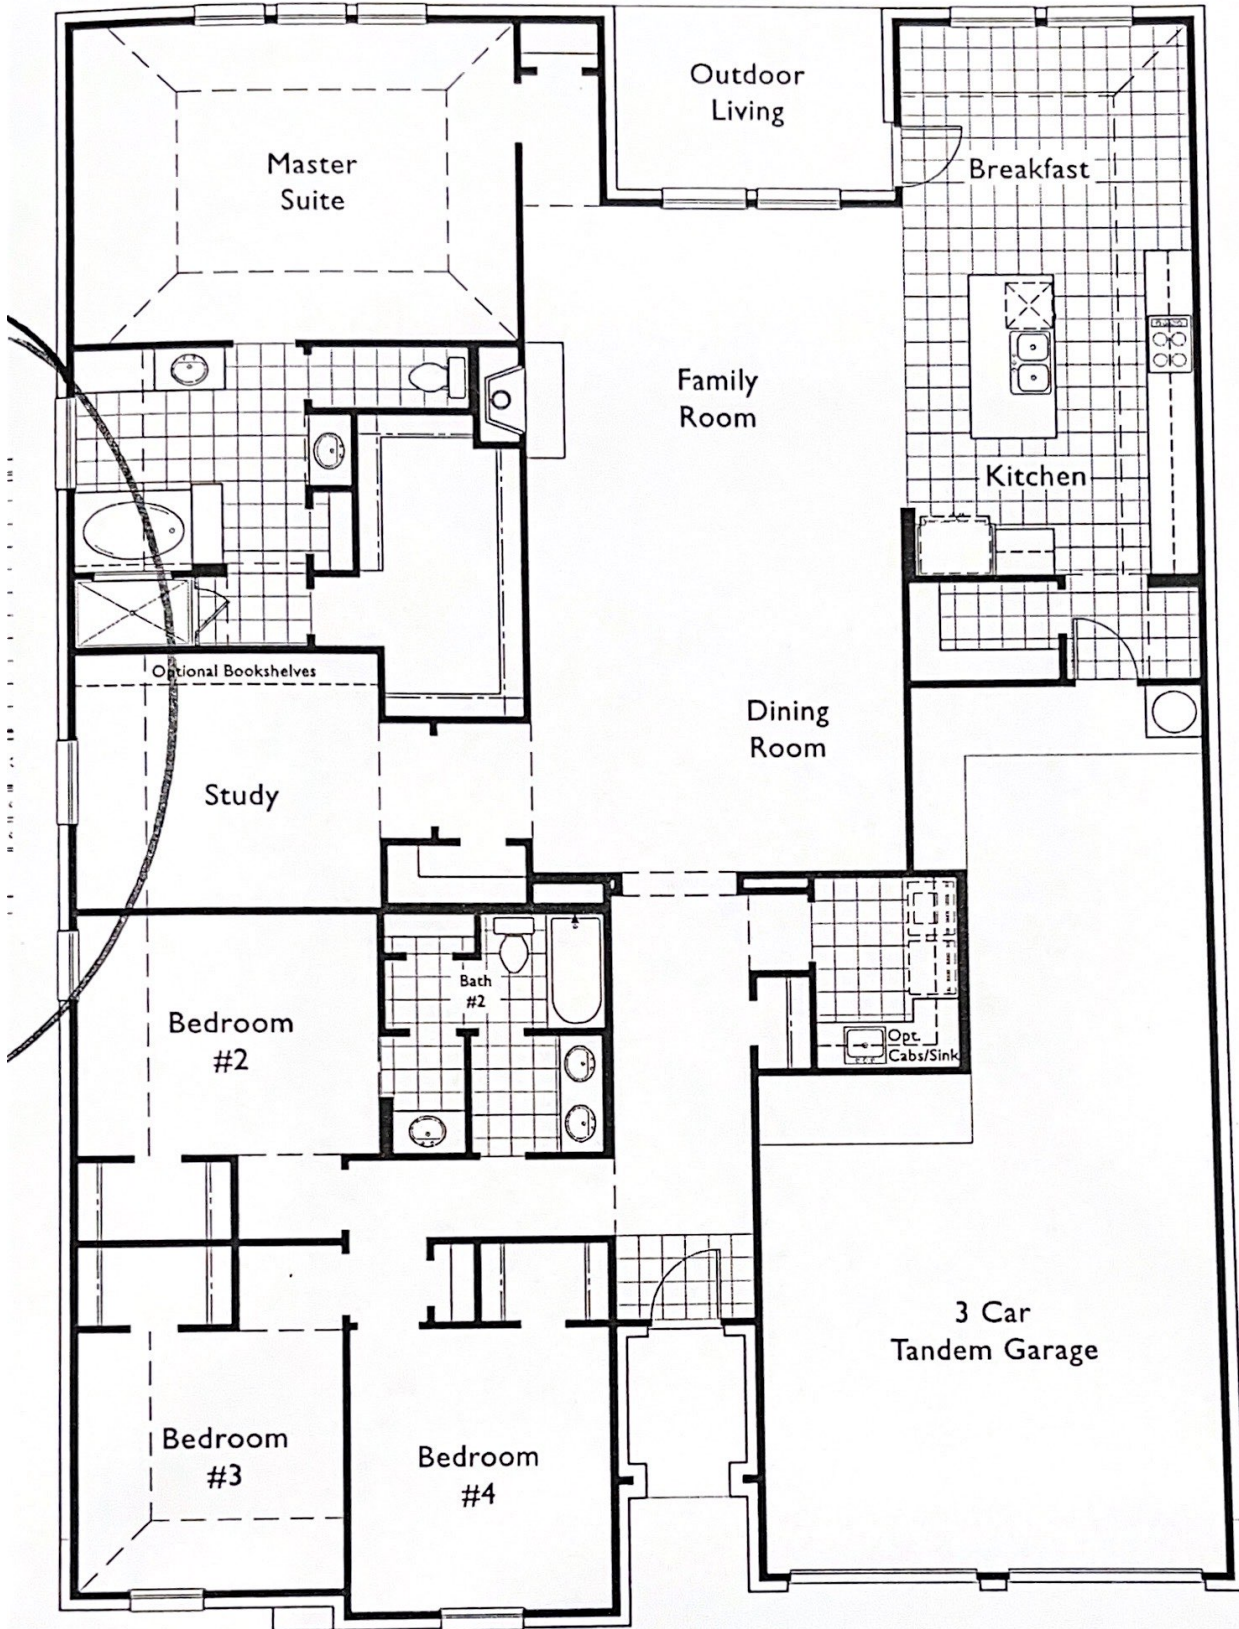 Outdoor
Living
Master
Suite
Breakfast
Family
Room
Kitchen
Optional Bookshelves
Dining
Room
Study
Bath
#2
Bedroom
#2
Opt.
Cabs/Sink
3 Car
Tandem Garage
Bedroom
#3
Bedroom
#4